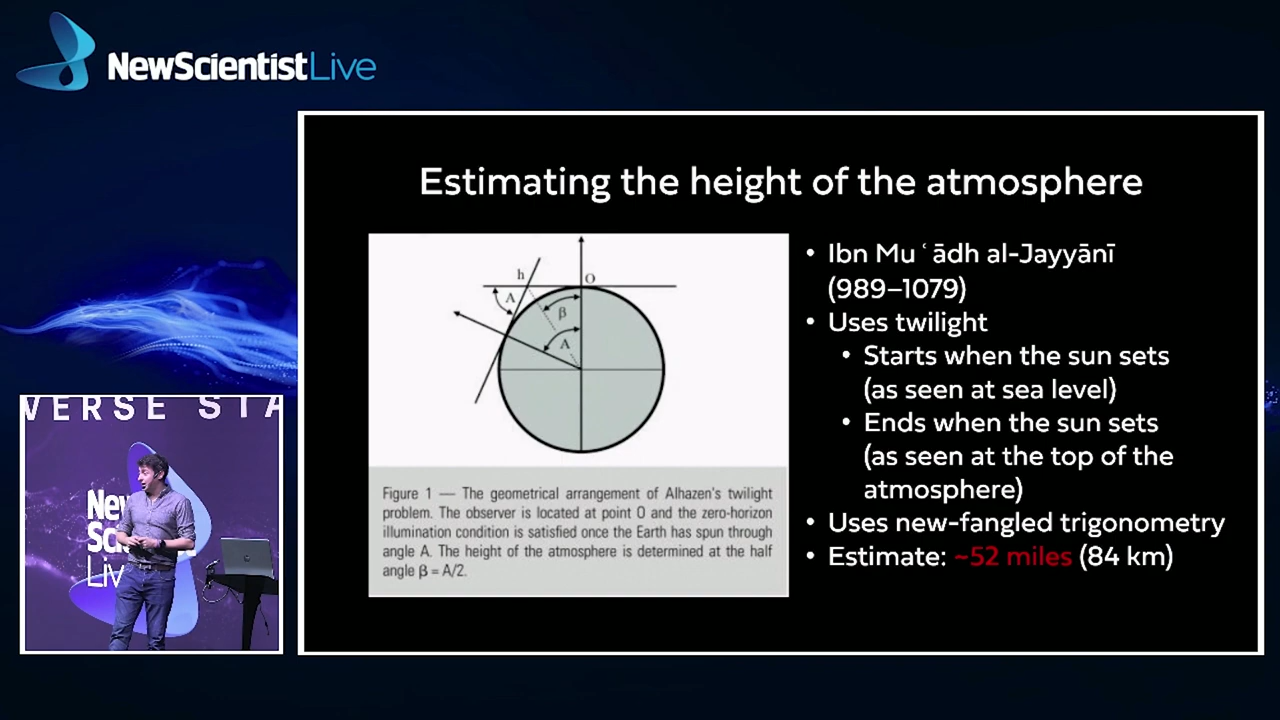 NewScientistLive
Estimating the height of the atmosphere
h
O
A
β
A
Figure 1 — The geometrical arrangement of Alhazen's twilight
problem. The observer is located at point O and the zero-horizon
illumination condition is satisfied once the Earth has spun through
angle A. The height of the atmosphere is determined at the half
angle β = A/2.
• Ibn Muʿādh al-Jayyānī
(989–1079)
• Uses twilight
• Starts when the sun sets
(as seen at sea level)
• Ends when the sun sets
(as seen at the top of the
atmosphere)
• Uses new-fangled trigonometry
• Estimate: ~52 miles (84 km)
VERSE STA
New
Live